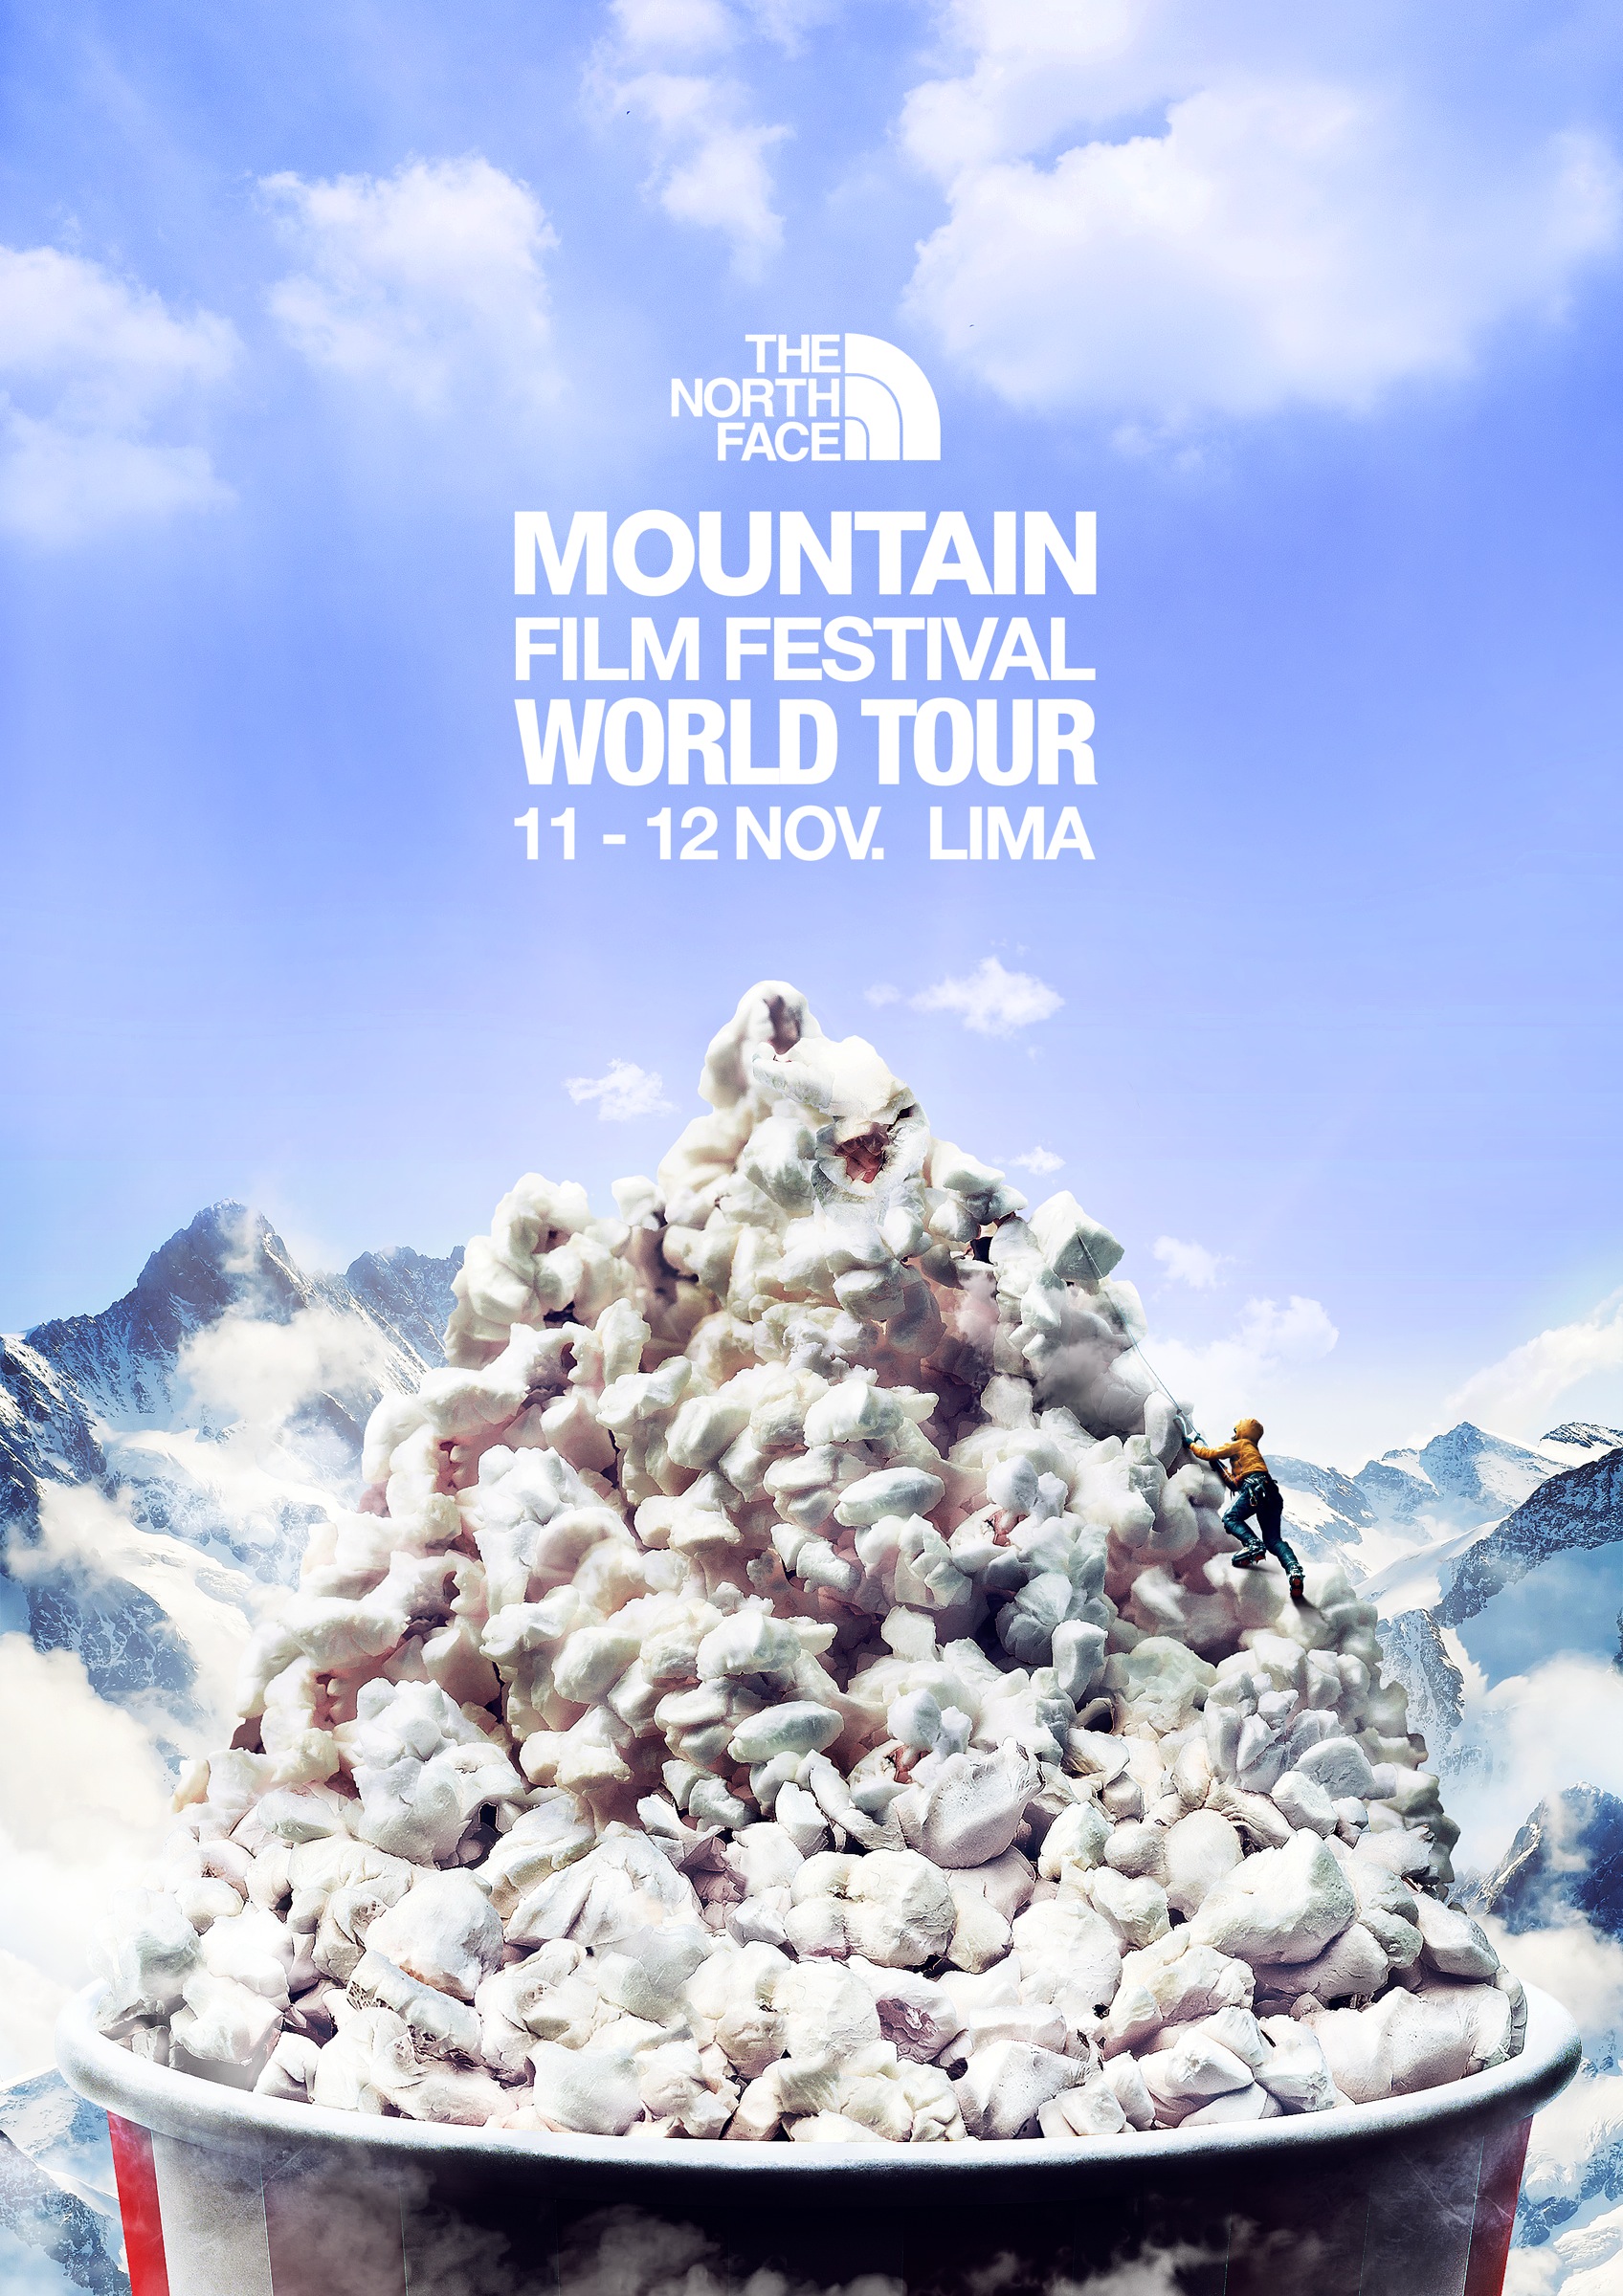 THE
NORTH
FACE
MOUNTAIN
FILM FESTIVAL
WORLD TOUR
11 - 12 NOV. LIMA